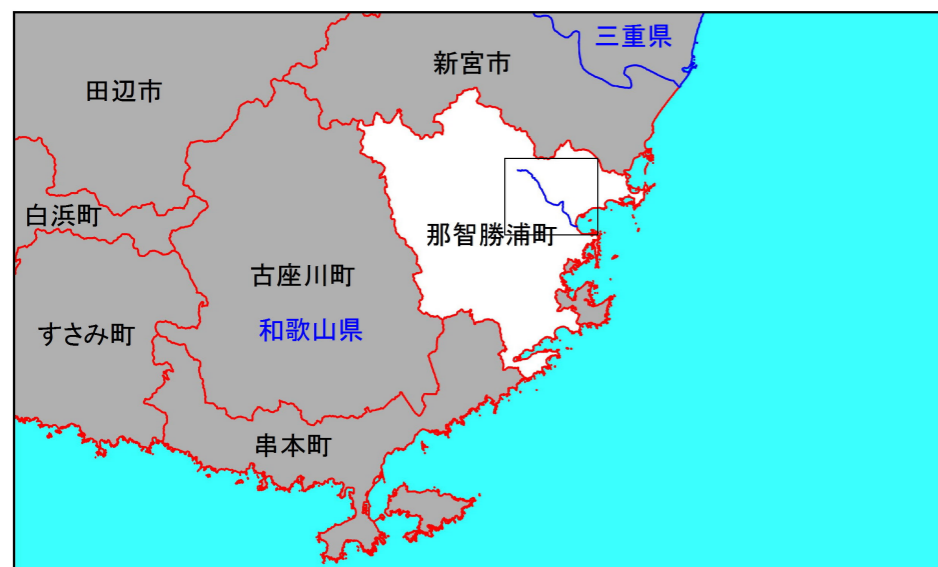 三重県
新宮市
田辺市
白浜町
那智勝浦町
古座川町
和歌山県
すさみ町
串本町